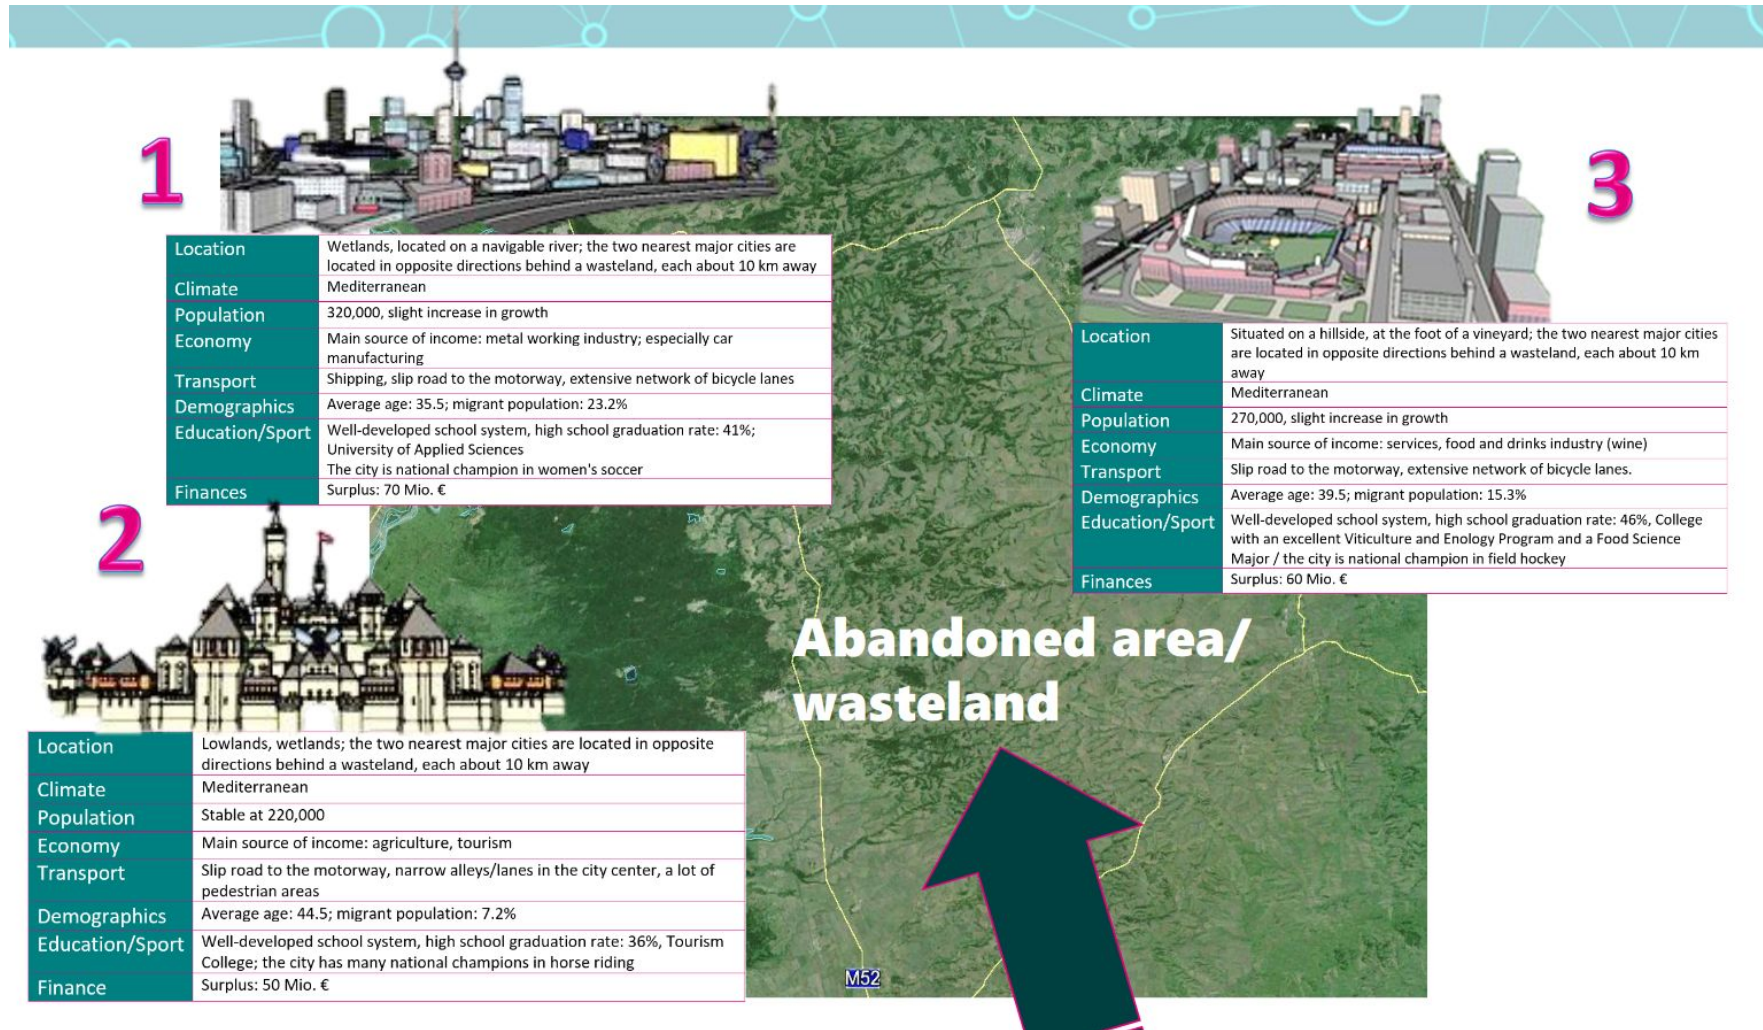 1
Location Wetlands, located on a navigable river; the two nearest major cities are
located in opposite directions behind a wasteland, each about 10 km away
Climate Mediterranean
Population 320,000, slight increase in growth
Economy Main source of income: metal working industry; especially car
manufacturing
Transport Shipping, slip road to the motorway, extensive network of bicycle lanes
Demographics Average age: 35.5; migrant population: 23.2%
Education/Sport Well-developed school system, high school graduation rate: 41%;
University of Applied Sciences
The city is national champion in women's soccer
Finances Surplus: 70 Mio. €
2
Location Lowlands, wetlands; the two nearest major cities are located in opposite
directions behind a wasteland, each about 10 km away
Climate Mediterranean
Population Stable at 220,000
Economy Main source of income: agriculture, tourism
Transport Slip road to the motorway, narrow alleys/lanes in the city center, a lot of
pedestrian areas
Demographics Average age: 44.5; migrant population: 7.2%
Education/Sport Well-developed school system, high school graduation rate: 36%, Tourism
College; the city has many national champions in horse riding
Finance Surplus: 50 Mio. €
3
Location Situated on a hillside, at the foot of a vineyard; the two nearest major cities
are located in opposite directions behind a wasteland, each about 10 km
away
Climate Mediterranean
Population 270,000, slight increase in growth
Economy Main source of income: services, food and drinks industry (wine)
Transport Slip road to the motorway, extensive network of bicycle lanes.
Demographics Average age: 39.5; migrant population: 15.3%
Education/Sport Well-developed school system, high school graduation rate: 46%, College
with an excellent Viticulture and Enology Program and a Food Science
Major / the city is national champion in field hockey
Finances Surplus: 60 Mio. €
Abandoned area/
wasteland
M52